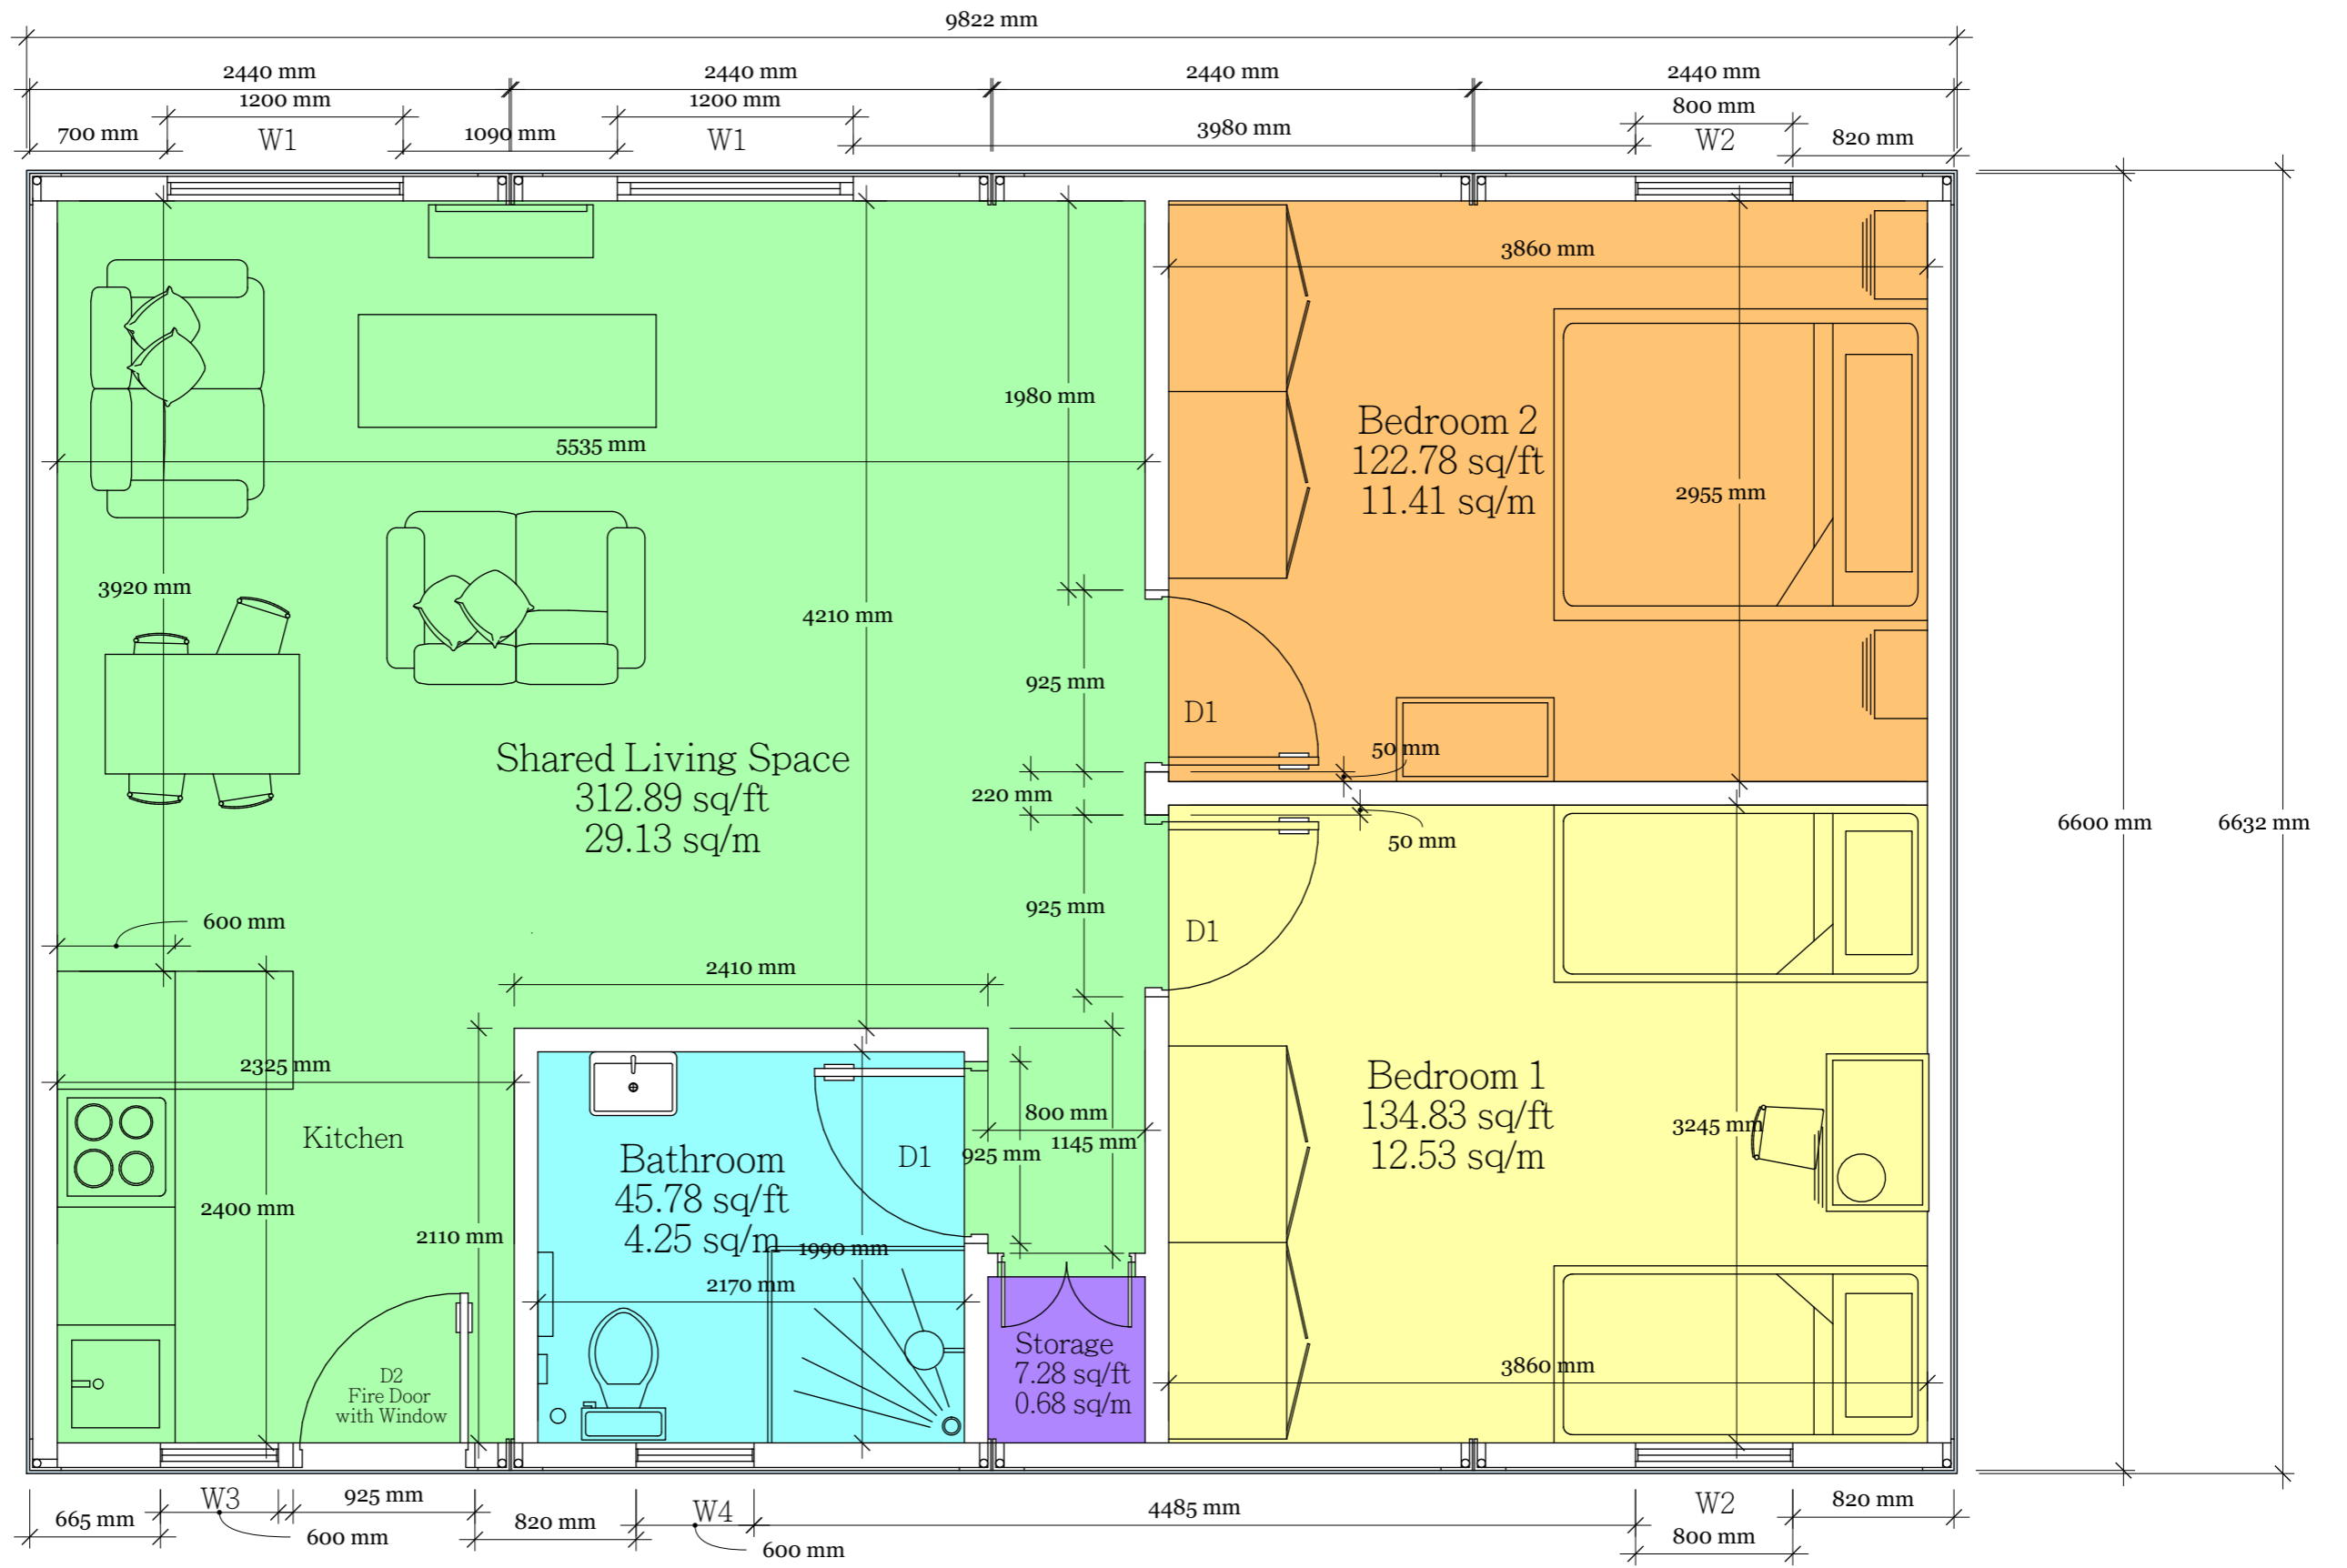 9822 mm
2440 mm
2440 mm
2440 mm
2440 mm
1200 mm
1200 mm
800 mm
700 mm
W1
1090 mm
W1
3980 mm
W2
820 mm
3860 mm
1980 mm
5535 mm
Bedroom 2
122.78 sq/ft
11.41 sq/m
2955 mm
3920 mm
4210 mm
925 mm
D1
50 mm
Shared Living Space
312.89 sq/ft
29.13 sq/m
220 mm
50 mm
6600 mm
6632 mm
600 mm
925 mm
D1
2410 mm
2325 mm
Kitchen
800 mm
1145 mm
925 mm
D1
Bedroom 1
134.83 sq/ft
12.53 sq/m
3245 mm
Bathroom
45.78 sq/ft
4.25 sq/m
2400 mm
2110 mm
1990 mm
2170 mm
Storage
7.28 sq/ft
0.68 sq/m
3860 mm
D2
Fire Door
with Window
665 mm
W3
925 mm
600 mm
820 mm
W4
600 mm
4485 mm
W2
800 mm
820 mm